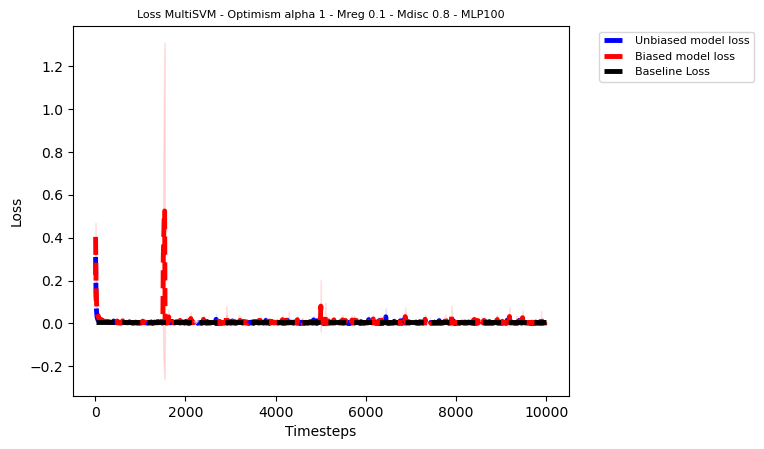 Loss MultiSVM - Optimism alpha 1 - Mreg 0.1 - Mdisc 0.8 - MLP100
Unbiased model loss
Biased model loss
Baseline Loss
Loss
1.2
1.0
0.8
0.6
0.4
0.2
0.0
−0.2
0
2000
4000
6000
8000
10000
Timesteps